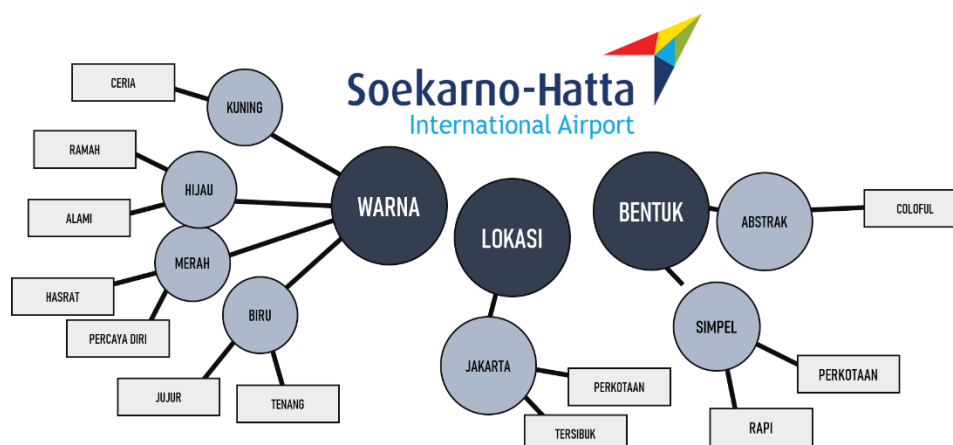 Soekarno-Hatta
International Airport
CERIA
KUNING
RAMAH
HIJAU
ALAMI
WARNA
MERAH
HASRAT
PERCAYA DIRI
BIRU
JUJUR
TENANG
LOKASI
JAKARTA
PERKOTAAN
TERSIBUK
BENTUK
ABSTRAK
COLOFUL
SIMPEL
PERKOTAAN
RAPI